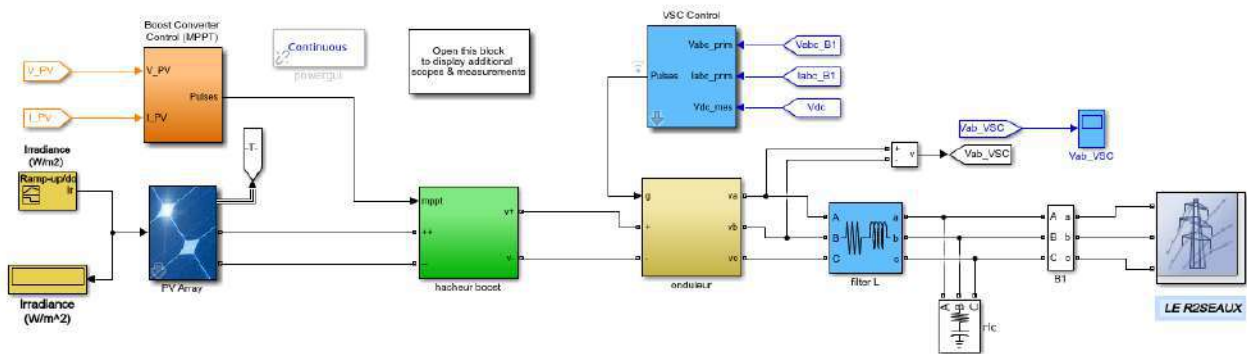 Boost Converter
Control (MPPT)
V_PV
V_PV
Pulses
I_PV
I_PV
Continuous
powergui
Open this block
to display additional
scopes & measurements
VSC Control
Vabc_prim
Vabc_B1
Pulses
Iabc_prim
Iabc_B1
Vdc_mes
Vdc
Vab_VSC
Vab_VSC
+
-
v
Vab_VSC
Irradiance
(W/m2)
Ramp-up/do
Ir
-T-
PV Array
Irradiance
(W/m^2)
mppt
++
--
v+
v-
hacheur boost
g
+
-
va
vb
vc
onduleur
A
B
C
a
b
c
filter L
A
B
C
rlc
A
B
C
a
b
c
B1
LE R2SEAUX